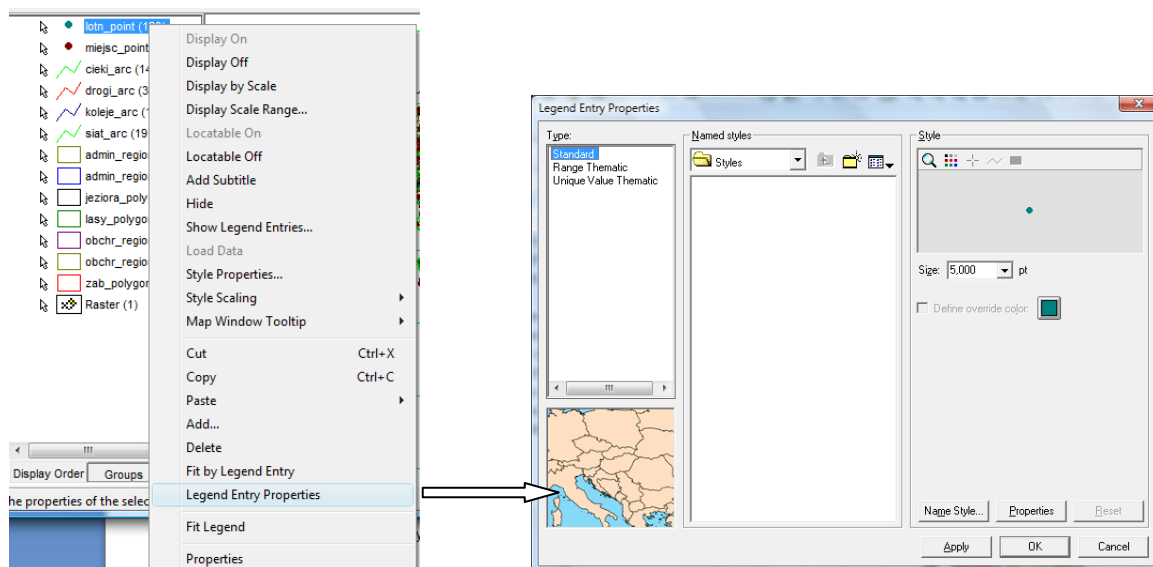 lotn_point (1
miejsc_point
cieki_arc (14
drogi_arc (3
koleje_arc (1
siat_arc (19
admin_regio
admin_regio
jeziora_poly
lasy_polygo
obchr_regio
obchr_regio
zab_polygor
Raster (1)
Display Order Groups
he properties of the selec
Display On
Display Off
Display by Scale
Display Scale Range...
Locatable On
Locatable Off
Add Subtitle
Hide
Show Legend Entries...
Load Data
Style Properties...
Style Scaling
Map Window Tooltip
Cut Ctrl+X
Copy Ctrl+C
Paste
Add...
Delete
Fit by Legend Entry
Legend Entry Properties
Fit Legend
Properties
Legend Entry Properties
Type:
Standard
Range Thematic
Unique Value Thematic
Named styles
Styles
Style
Size: 5,000 pt
Define override color:
Name Style... Properties Reset
Apply OK Cancel